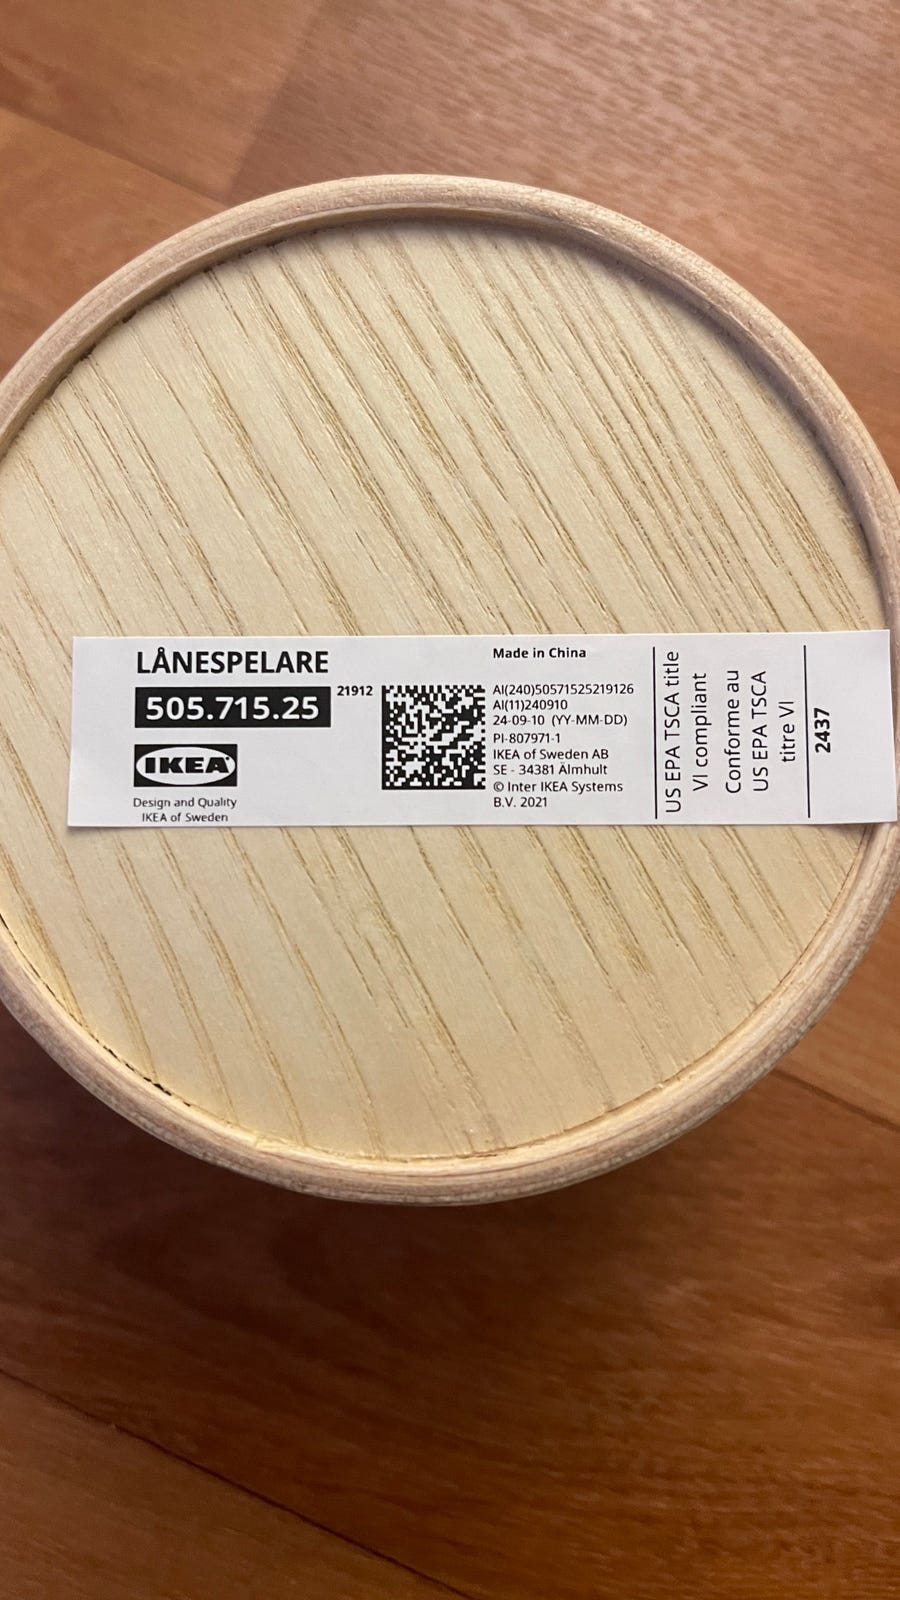 LÅNESPELARE
505.715.25
21912
IKEA
Design and Quality
IKEA of Sweden
Made in China
AI(240)50571525219126
AI(11)240910
24-09-10 (YY-MM-DD)
PI-807971-1
IKEA of Sweden AB
SE - 34381 Älmhult
© Inter IKEA Systems
B.V. 2021
US EPA TSCA title
VI compliant
Conforme au
US EPA TSCA
titre VI
2437